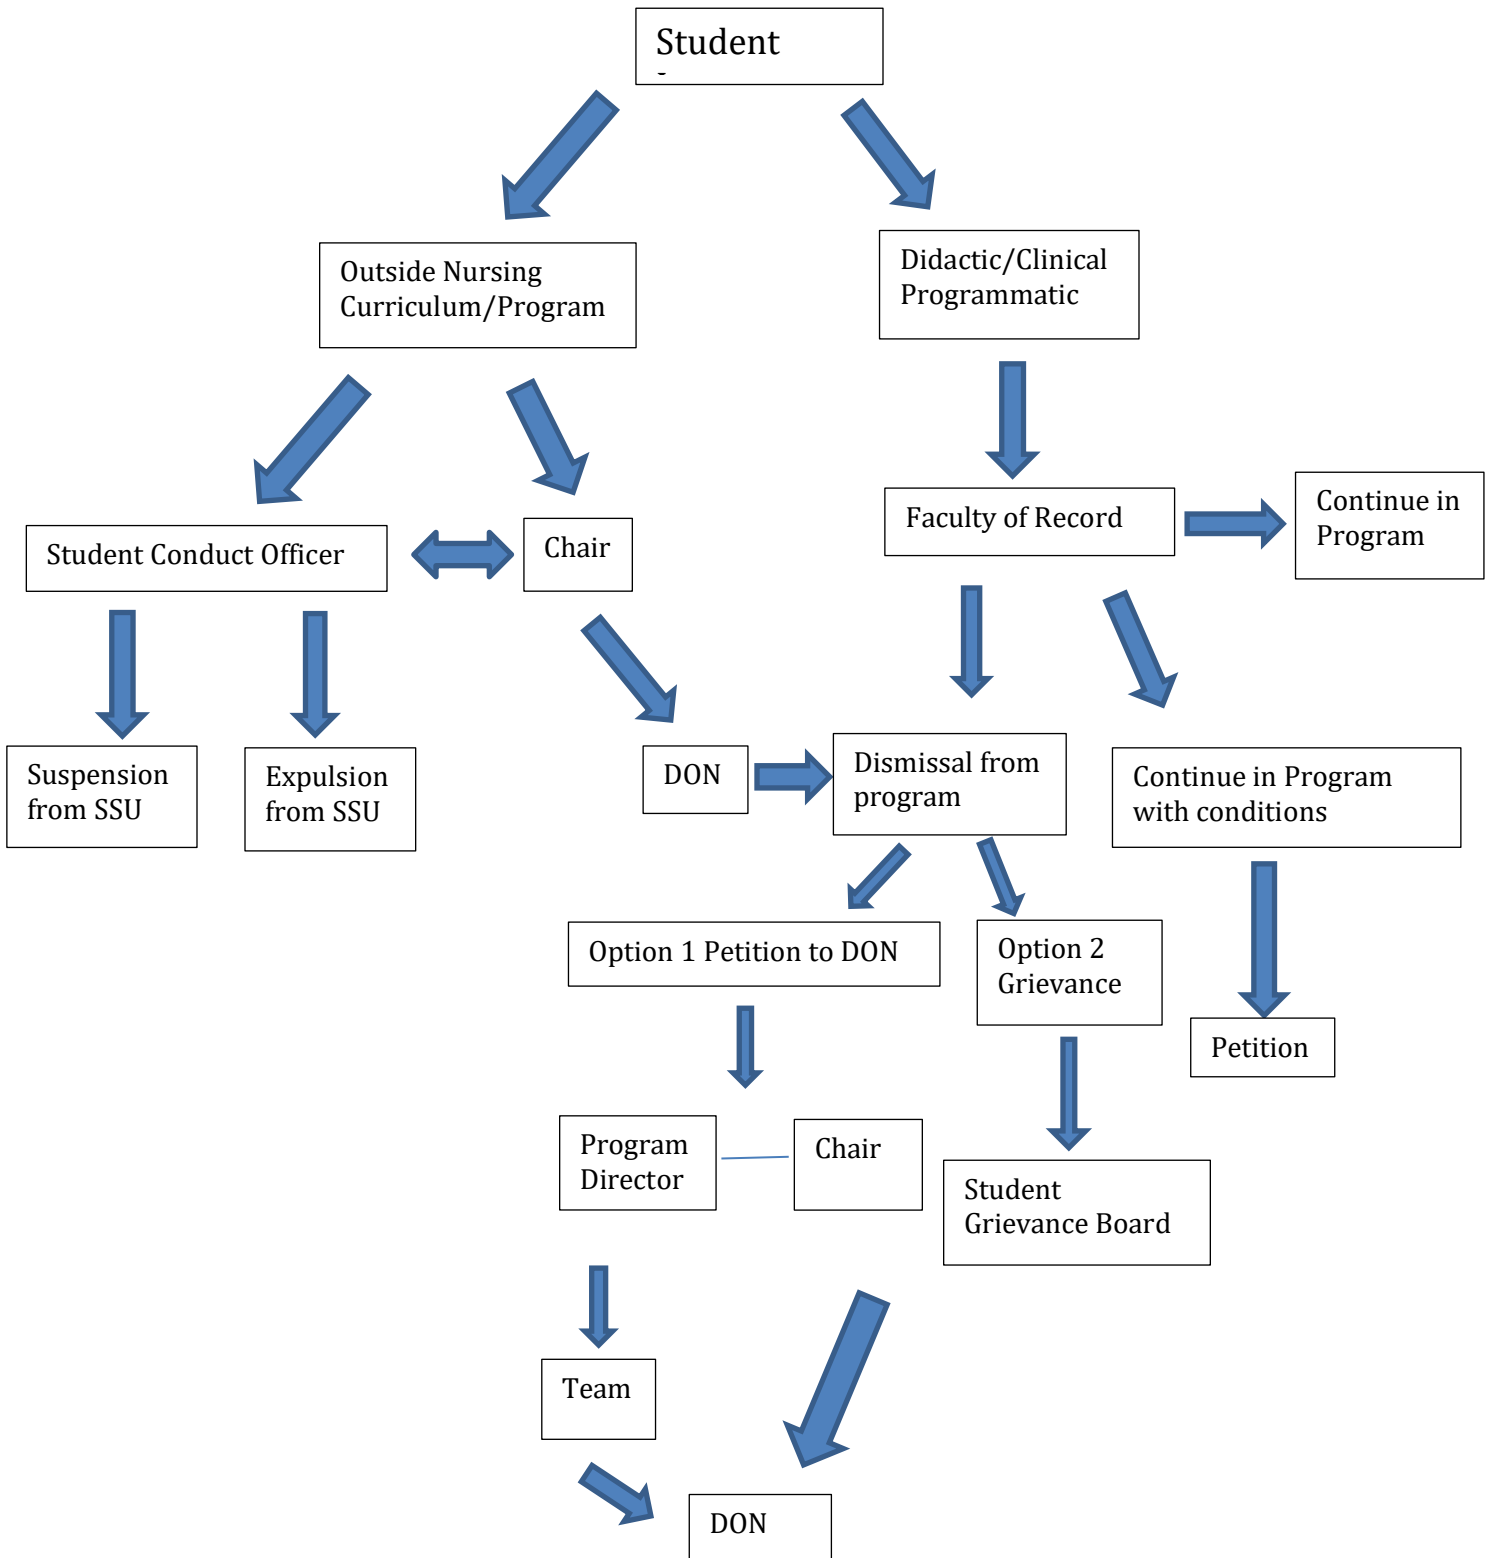 Student
Outside Nursing
Curriculum/Program
Didactic/Clinical
Programmatic
Student Conduct Officer
Chair
Faculty of Record
Continue in
Program
Suspension
from SSU
Expulsion
from SSU
DON
Dismissal from
program
Continue in Program
with conditions
Option 1 Petition to DON
Option 2
Grievance
Petition
Program
Director
Chair
Student
Grievance Board
Team
DON